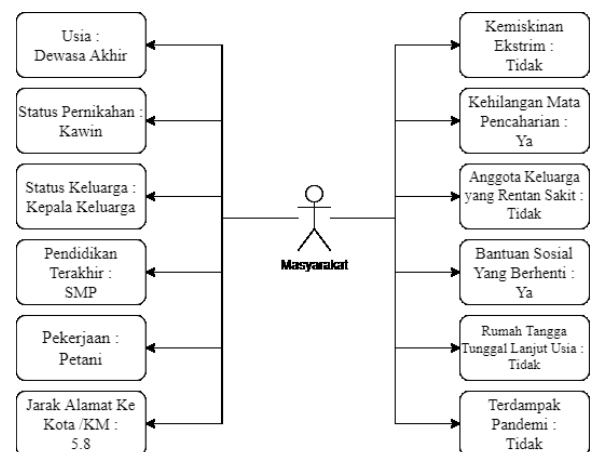 Usia :
Dewasa Akhir
Status Pernikahan :
Kawin
Status Keluarga :
Kepala Keluarga
Pendidikan
Terakhir :
SMP
Pekerjaan :
Petani
Jarak Alamat Ke
Kota /KM :
5.8
Masyarakat
Kemiskinan
Ekstrim :
Tidak
Kehilangan Mata
Pencaharian :
Ya
Anggota Keluarga
yang Rentan Sakit :
Tidak
Bantuan Sosial
Yang Berhenti :
Ya
Rumah Tangga
Tunggal Lanjut Usia :
Tidak
Terdampak
Pandemi :
Tidak